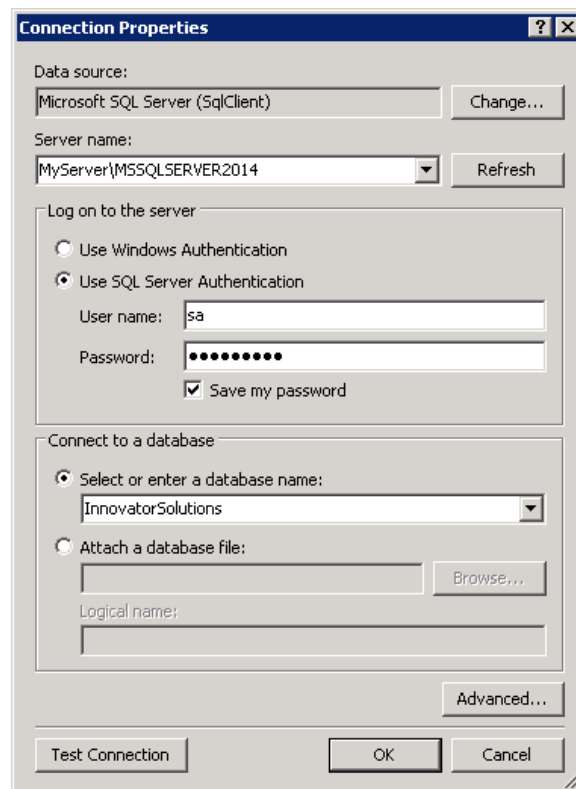 Connection Properties
Data source:
Microsoft SQL Server (SqlClient)
Change...
Server name:
MyServer\MSSQLSERVER2014
Refresh
Log on to the server
Use Windows Authentication
Use SQL Server Authentication
User name:
sa
Password:
●●●●●●●●●
Save my password
Connect to a database
Select or enter a database name:
InnovatorSolutions
Attach a database file:
Browse...
Logical name:
Advanced...
Test Connection
OK
Cancel